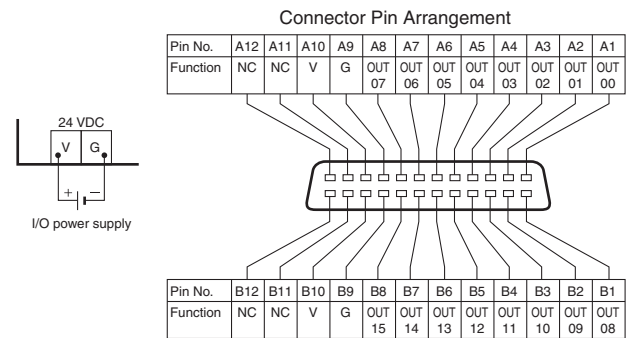 Connector Pin Arrangement
Pin No. A12 A11 A10 A9 A8 A7 A6 A5 A4 A3 A2 A1
Function NC NC V G OUT 07 OUT 06 OUT 05 OUT 04 OUT 03 OUT 02 OUT 01 OUT 00
24 VDC
V G
+ −
I/O power supply
Pin No. B12 B11 B10 B9 B8 B7 B6 B5 B4 B3 B2 B1
Function NC NC V G OUT 15 OUT 14 OUT 13 OUT 12 OUT 11 OUT 10 OUT 09 OUT 08